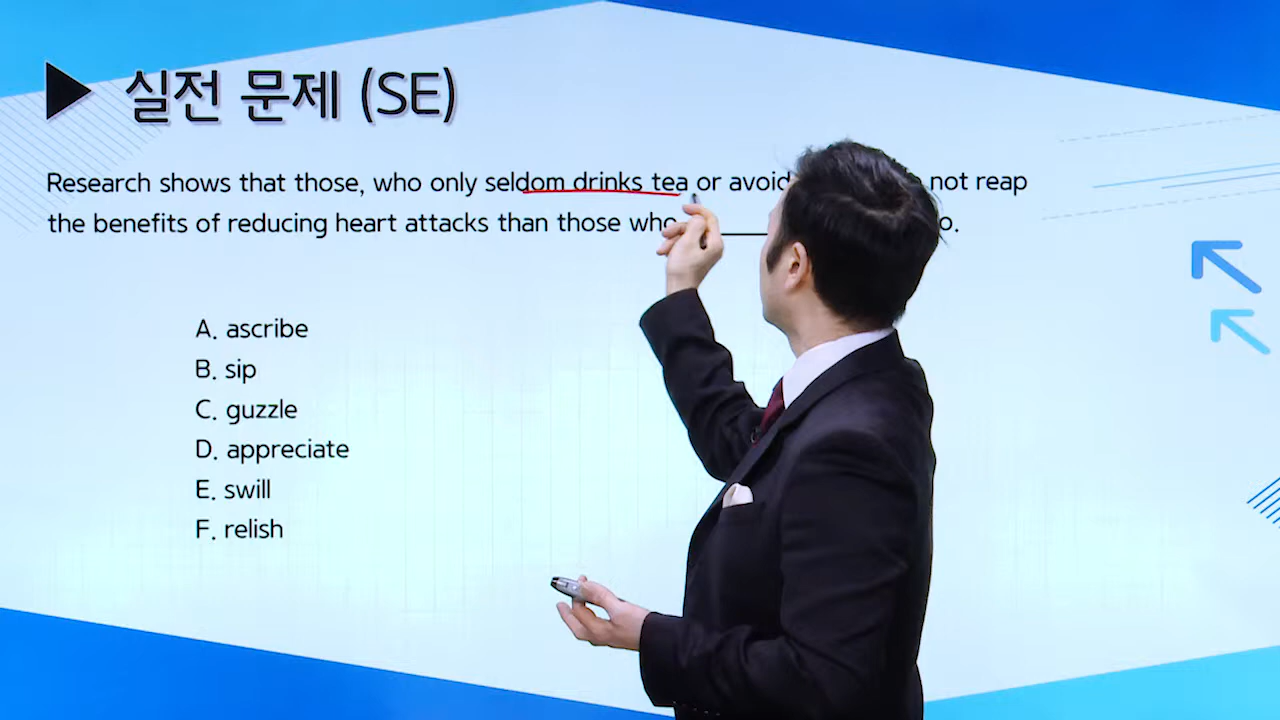 실전 문제 (SE)
Research shows that those, who only seldom drinks tea or avoid not reap
the benefits of reducing heart attacks than those who
A. ascribe
B. sip
C. guzzle
D. appreciate
E. swill
F. relish